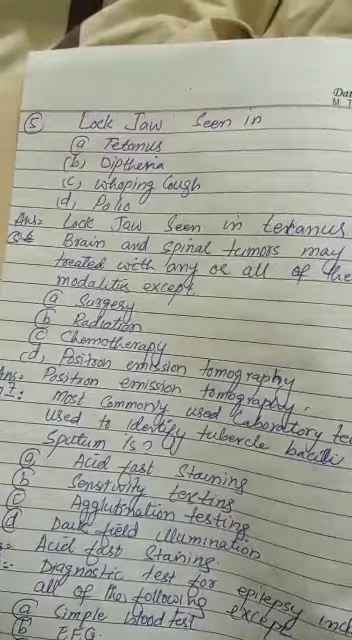 Dat
M T
(5) Lock Jaw seen in
(a) Tetanus
(b) Diptheria
(c) Whoping Cough
(d) Polio
Ans= Lock Jaw Seen in tetanus
Q6 Brain and spinal tumors may
treated with any or all of the
modalities except
(a) Surgery
(b) Radiation
(c) Chemotherapy
(d) Positron emission tomography
Ans= Positron emission tomography.
7: most commonly used Laboratory te
used to identify tubercle bacilli
Sputum is?
(a) Acid fast Staining
(b) Sensitivity testing
(c) Agglutination testing
(d) Dark field illumination
= Acid fast Staining.
=. Diagnostic test for epilepsy incl
all of the following except
(a) Simple blood test
(b) EEG.